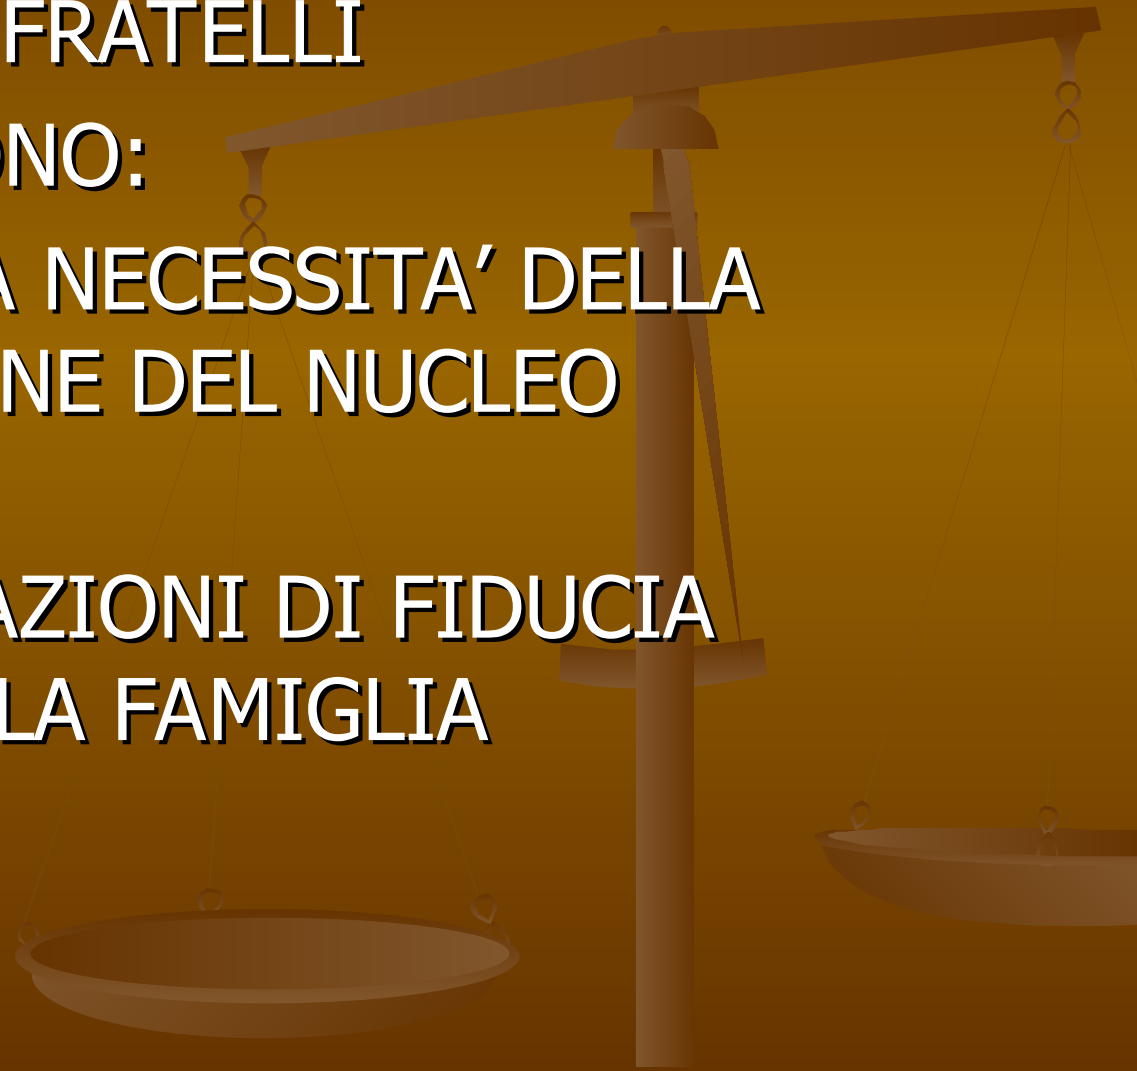 FRATELLI
ONO:
A NECESSITA’ DELLA
NE DEL NUCLEO
AZIONI DI FIDUCIA
LA FAMIGLIA